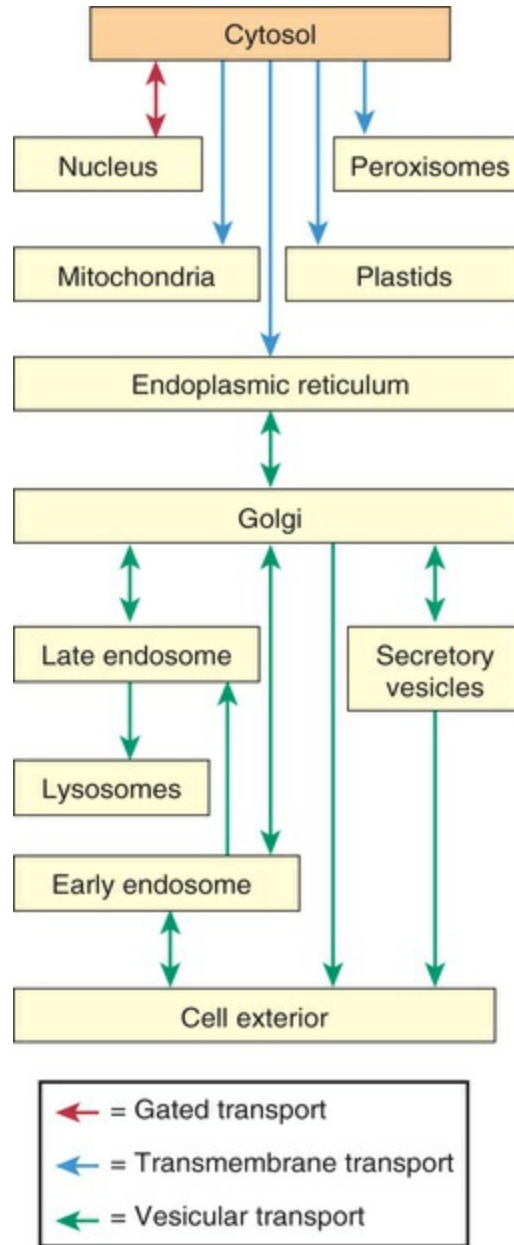 Cytosol
Nucleus
Peroxisomes
Mitochondria
Plastids
Endoplasmic reticulum
Golgi
Late endosome
Secretory
vesicles
Lysosomes
Early endosome
Cell exterior
= Gated transport
= Transmembrane transport
= Vesicular transport